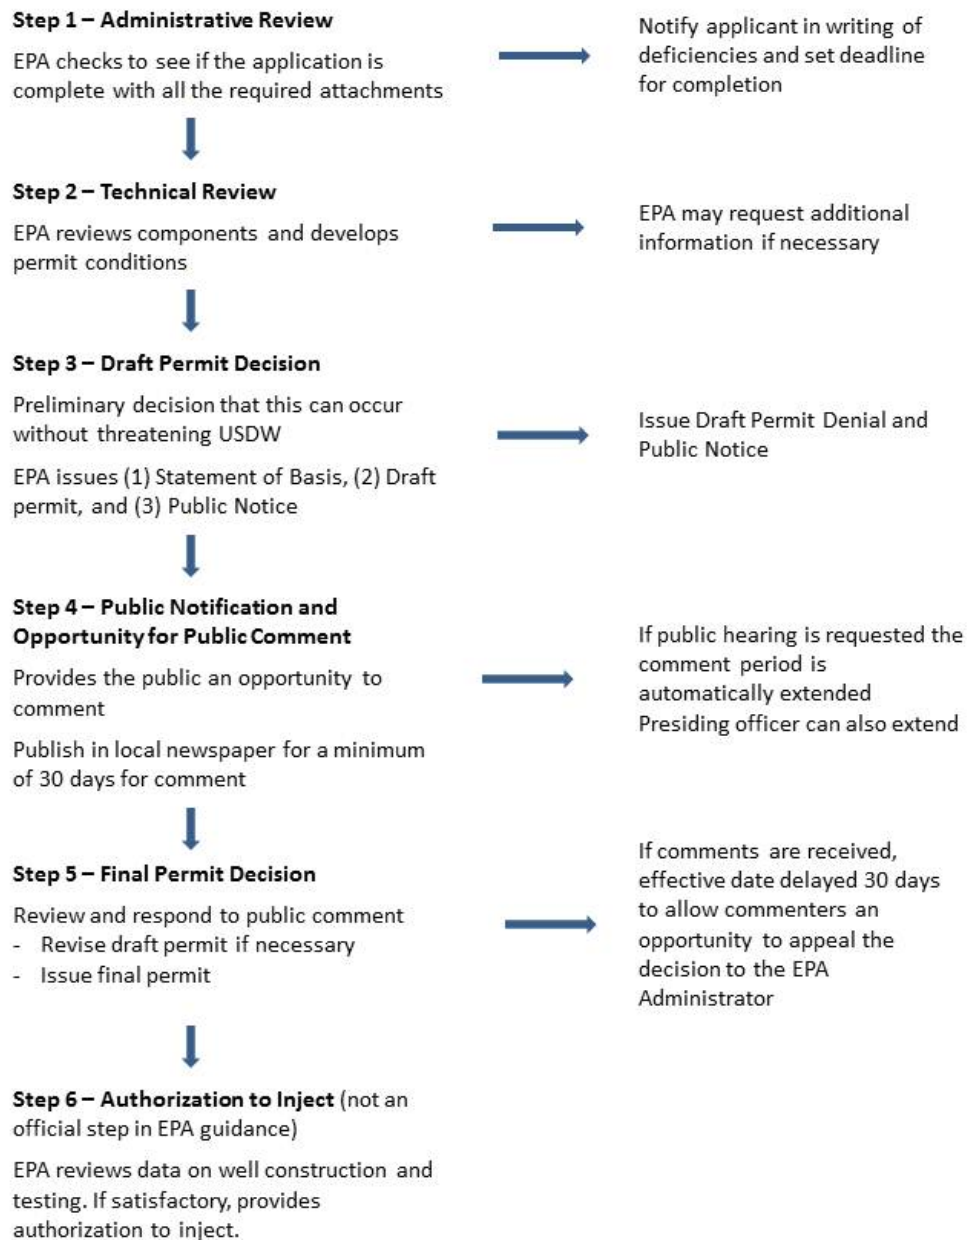 Step 1 – Administrative Review
EPA checks to see if the application is
complete with all the required attachments
Notify applicant in writing of
deficiencies and set deadline
for completion
Step 2 – Technical Review
EPA reviews components and develops
permit conditions
EPA may request additional
information if necessary
Step 3 – Draft Permit Decision
Preliminary decision that this can occur
without threatening USDW
EPA issues (1) Statement of Basis, (2) Draft
permit, and (3) Public Notice
Issue Draft Permit Denial and
Public Notice
Step 4 – Public Notification and
Opportunity for Public Comment
Provides the public an opportunity to
comment
Publish in local newspaper for a minimum
of 30 days for comment
If public hearing is requested the
comment period is
automatically extended
Presiding officer can also extend
Step 5 – Final Permit Decision
Review and respond to public comment
- Revise draft permit if necessary
- Issue final permit
If comments are received,
effective date delayed 30 days
to allow commenters an
opportunity to appeal the
decision to the EPA
Administrator
Step 6 – Authorization to Inject (not an
official step in EPA guidance)
EPA reviews data on well construction and
testing. If satisfactory, provides
authorization to inject.